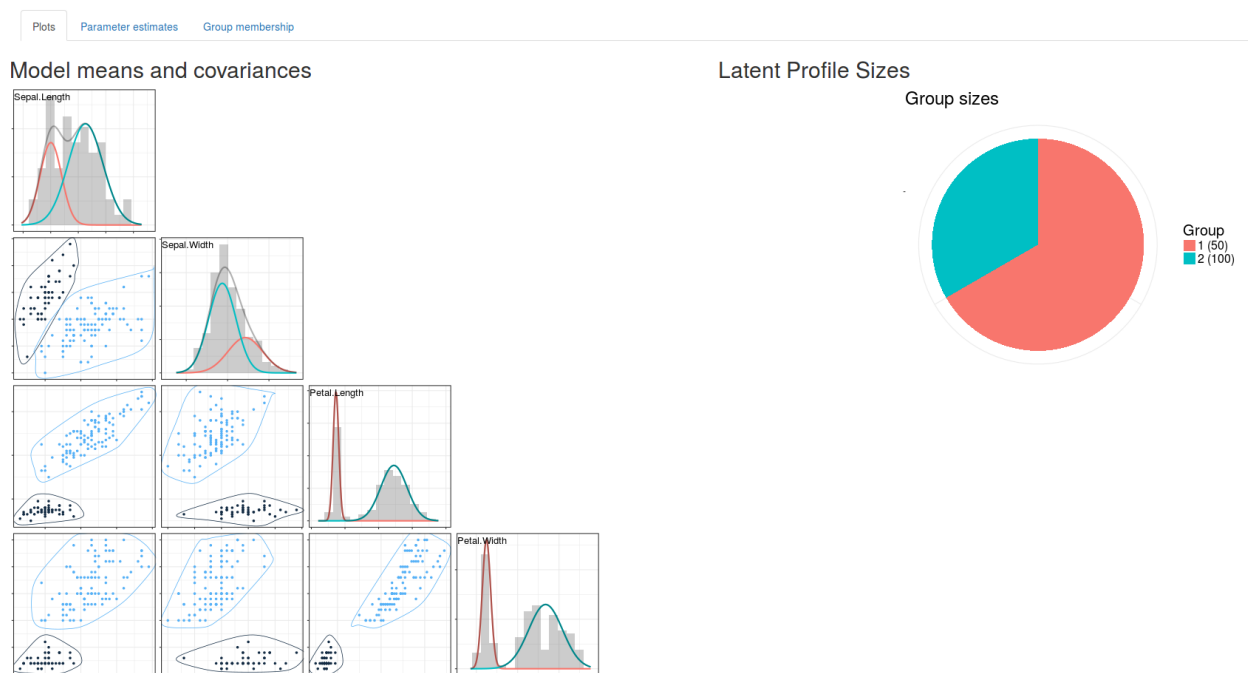 Plots
Parameter estimates
Group membership
Model means and covariances
Latent Profile Sizes
Sepal.Length
Group sizes
Sepal.Width
-
Group
1 (50)
2 (100)
Petal.Length
Petal.Width